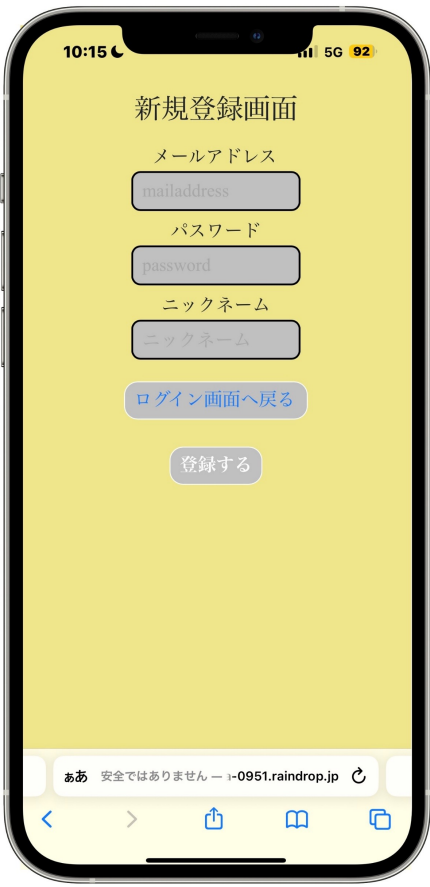 10:15
5G 92
新規登録画面
メールアドレス
mailaddress
パスワード
password
ニックネーム
ニックネーム
ログイン画面へ戻る
登録する
ぁあ 安全ではありません — -0951.raindrop.jp